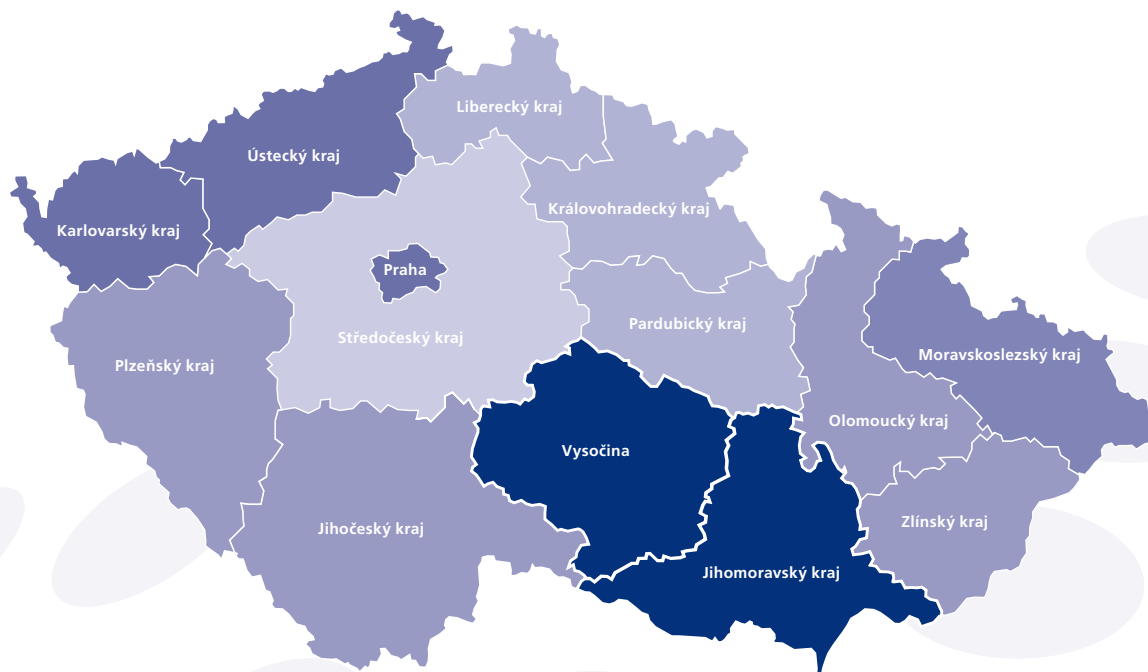 Liberecký kraj
Ústecký kraj
Královohradecký kraj
Karlovarský kraj
Praha
Pardubický kraj
Středočeský kraj
Moravskoslezský kraj
Plzeňský kraj
Olomoucký kraj
Vysočina
Zlínský kraj
Jihočeský kraj
Jihomoravský kraj